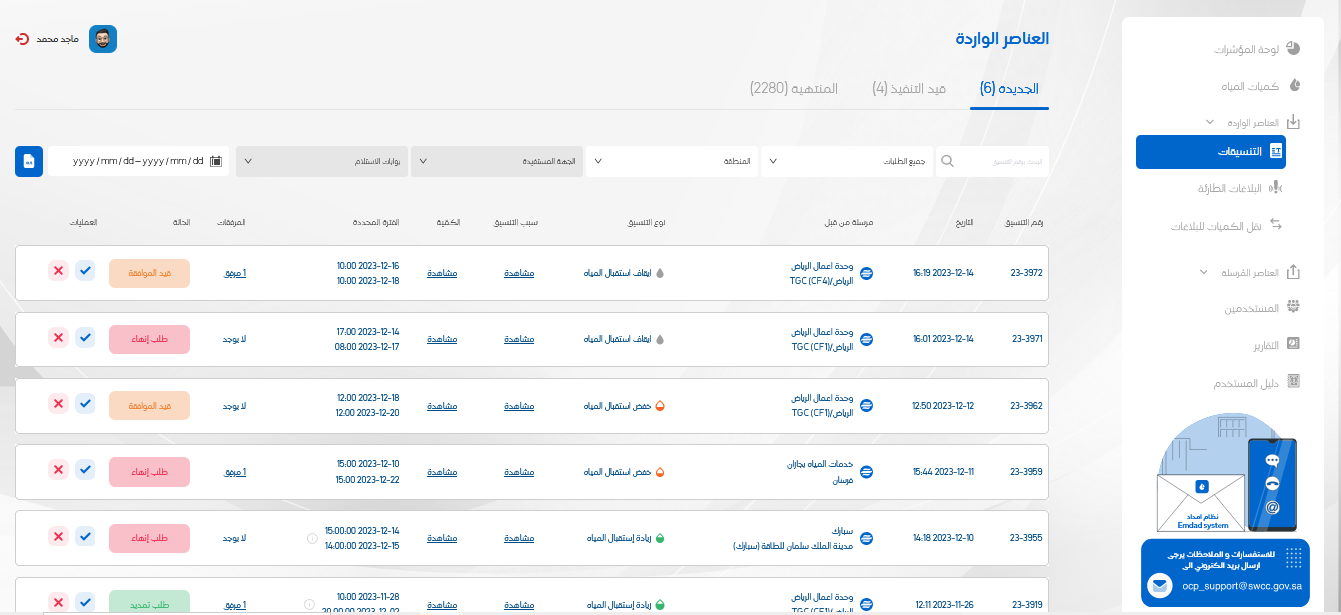 ماجد محمد
العناصر الواردة
الجديدة (6)
قيد التنفيذ (4)
المنتهية (2280)
البحث برقم التنسيق
جميع الطلبات
المنطقة
الجهة المستفيدة
بوابات الاستلام
yyyy/mm/dd – yyyy/mm/dd
رقم التنسيق
التاريخ
مرسلة من قبل
نوع التنسيق
سبب التنسيق
الكمية
الفترة المحددة
المرفقات
الحالة
العمليات
23-3972
16:19 2023-12-14
وحدة اعمال الرياض
الرياض/TGC (CF4)
ايقاف استقبال المياه
مشاهدة
مشاهدة
10:00 2023-12-16
10:00 2023-12-18
1 مرفق
قيد الموافقة
23-3971
16:01 2023-12-14
وحدة اعمال الرياض
الرياض/TGC (CF1)
ايقاف استقبال المياه
مشاهدة
مشاهدة
17:00 2023-12-14
08:00 2023-12-17
لا يوجد
طلب إنهاء
23-3962
12:50 2023-12-12
وحدة اعمال الرياض
الرياض/TGC (CF1)
خفض استقبال المياه
مشاهدة
مشاهدة
12:00 2023-12-18
12:00 2023-12-20
لا يوجد
قيد الموافقة
23-3959
15:44 2023-12-11
خدمات المياه بجازان
فرسان
خفض استقبال المياه
مشاهدة
مشاهدة
15:00 2023-12-10
15:00 2023-12-22
1 مرفق
طلب إنهاء
23-3955
14:18 2023-12-10
سبارك
مدينة الملك سلمان للطاقة (سبارك)
زيادة إستقبال المياه
مشاهدة
مشاهدة
15:00:00 2023-12-14
14:00:00 2023-12-15
لا يوجد
طلب إنهاء
23-3919
12:11 2023-11-26
وحدة اعمال الرياض
الرياض/TGC (CF1)
زيادة إستقبال المياه
مشاهدة
مشاهدة
10:00 2023-11-28
1 مرفق
طلب تمديد
لوحة المؤشرات
كميات المياه
العناصر الواردة
التنسيقات
البلاغات الطارئة
نقل الكميات للبلاغات
العناصر المُرسلة
المستخدمين
التقارير
دليل المستخدم
نظام امداد
Emdad system
للاستفسارات و الملاحظات يرجى
ارسال بريد الكتروني الى
ocp_support@swcc.gov.sa